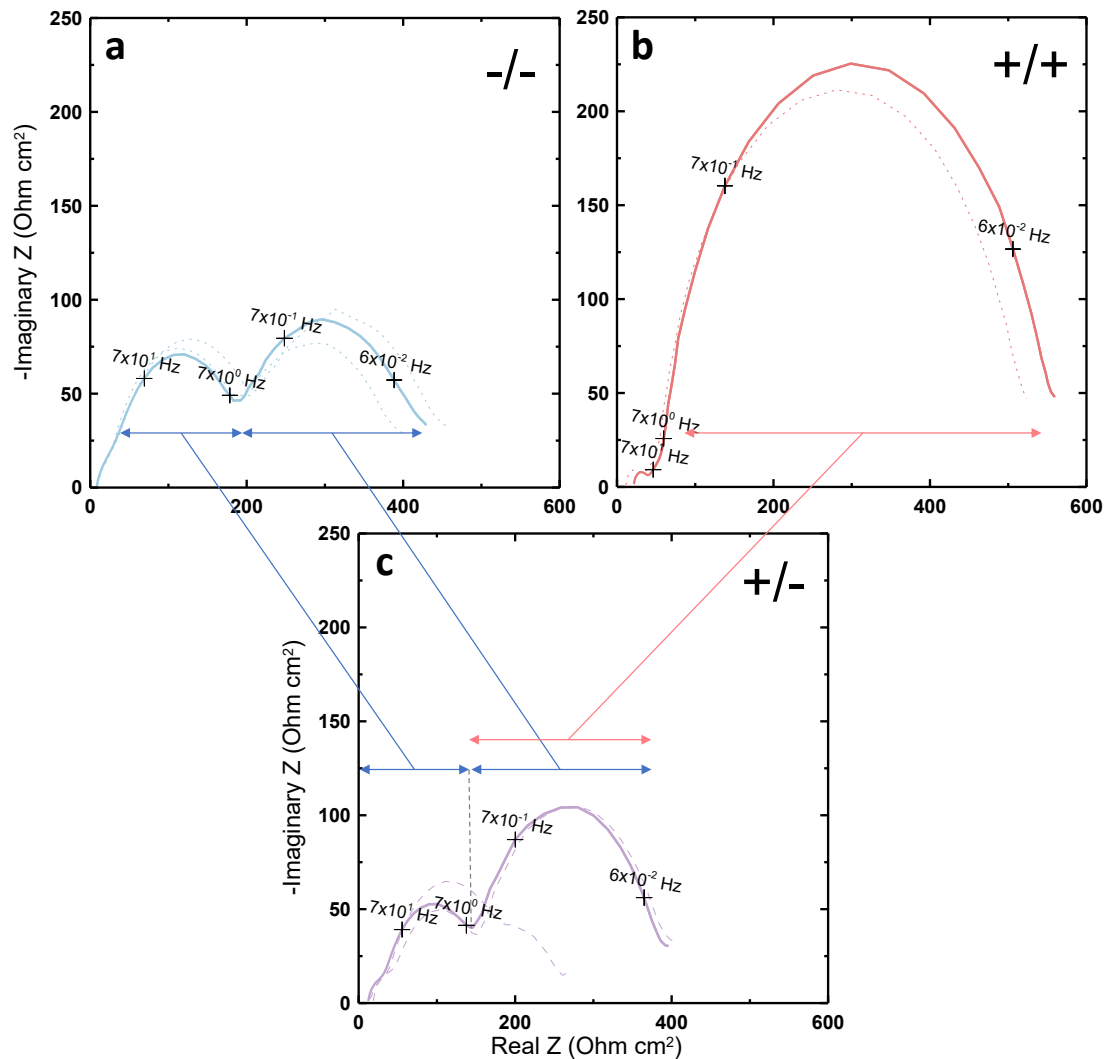 a
-/-
250
200
150
100
50
0
0
200
400
600
7x10¹ Hz
7x10⁰ Hz
7x10⁻¹ Hz
6x10⁻² Hz
-Imaginary Z (Ohm cm²)
b
+/+
250
200
150
100
50
0
0
200
400
600
7x10⁻¹ Hz
6x10⁻² Hz
7x10⁰ Hz
7x10¹ Hz
c
+/-
250
200
150
100
50
0
0
200
400
600
7x10¹ Hz
7x10⁰ Hz
7x10⁻¹ Hz
6x10⁻² Hz
-Imaginary Z (Ohm cm²)
Real Z (Ohm cm²)